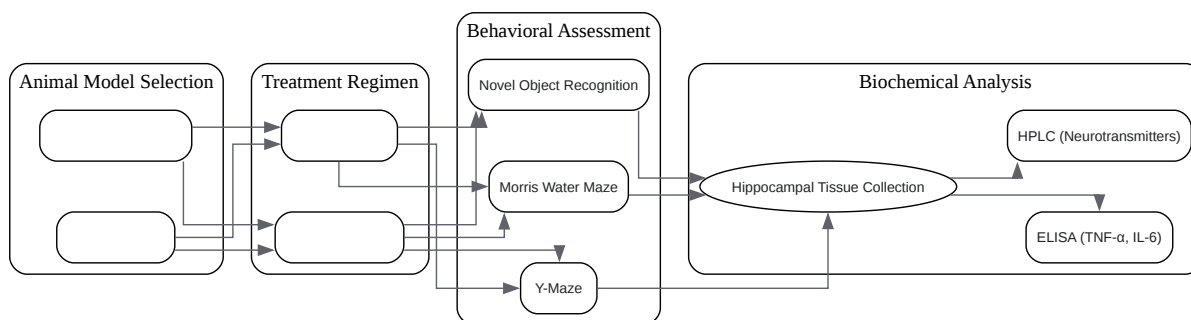 Behavioral Assessment
Animal Model Selection
Treatment Regimen
Novel Object Recognition
Morris Water Maze
Y-Maze
Biochemical Analysis
Hippocampal Tissue Collection
HPLC (Neurotransmitters)
ELISA (TNF-α, IL-6)